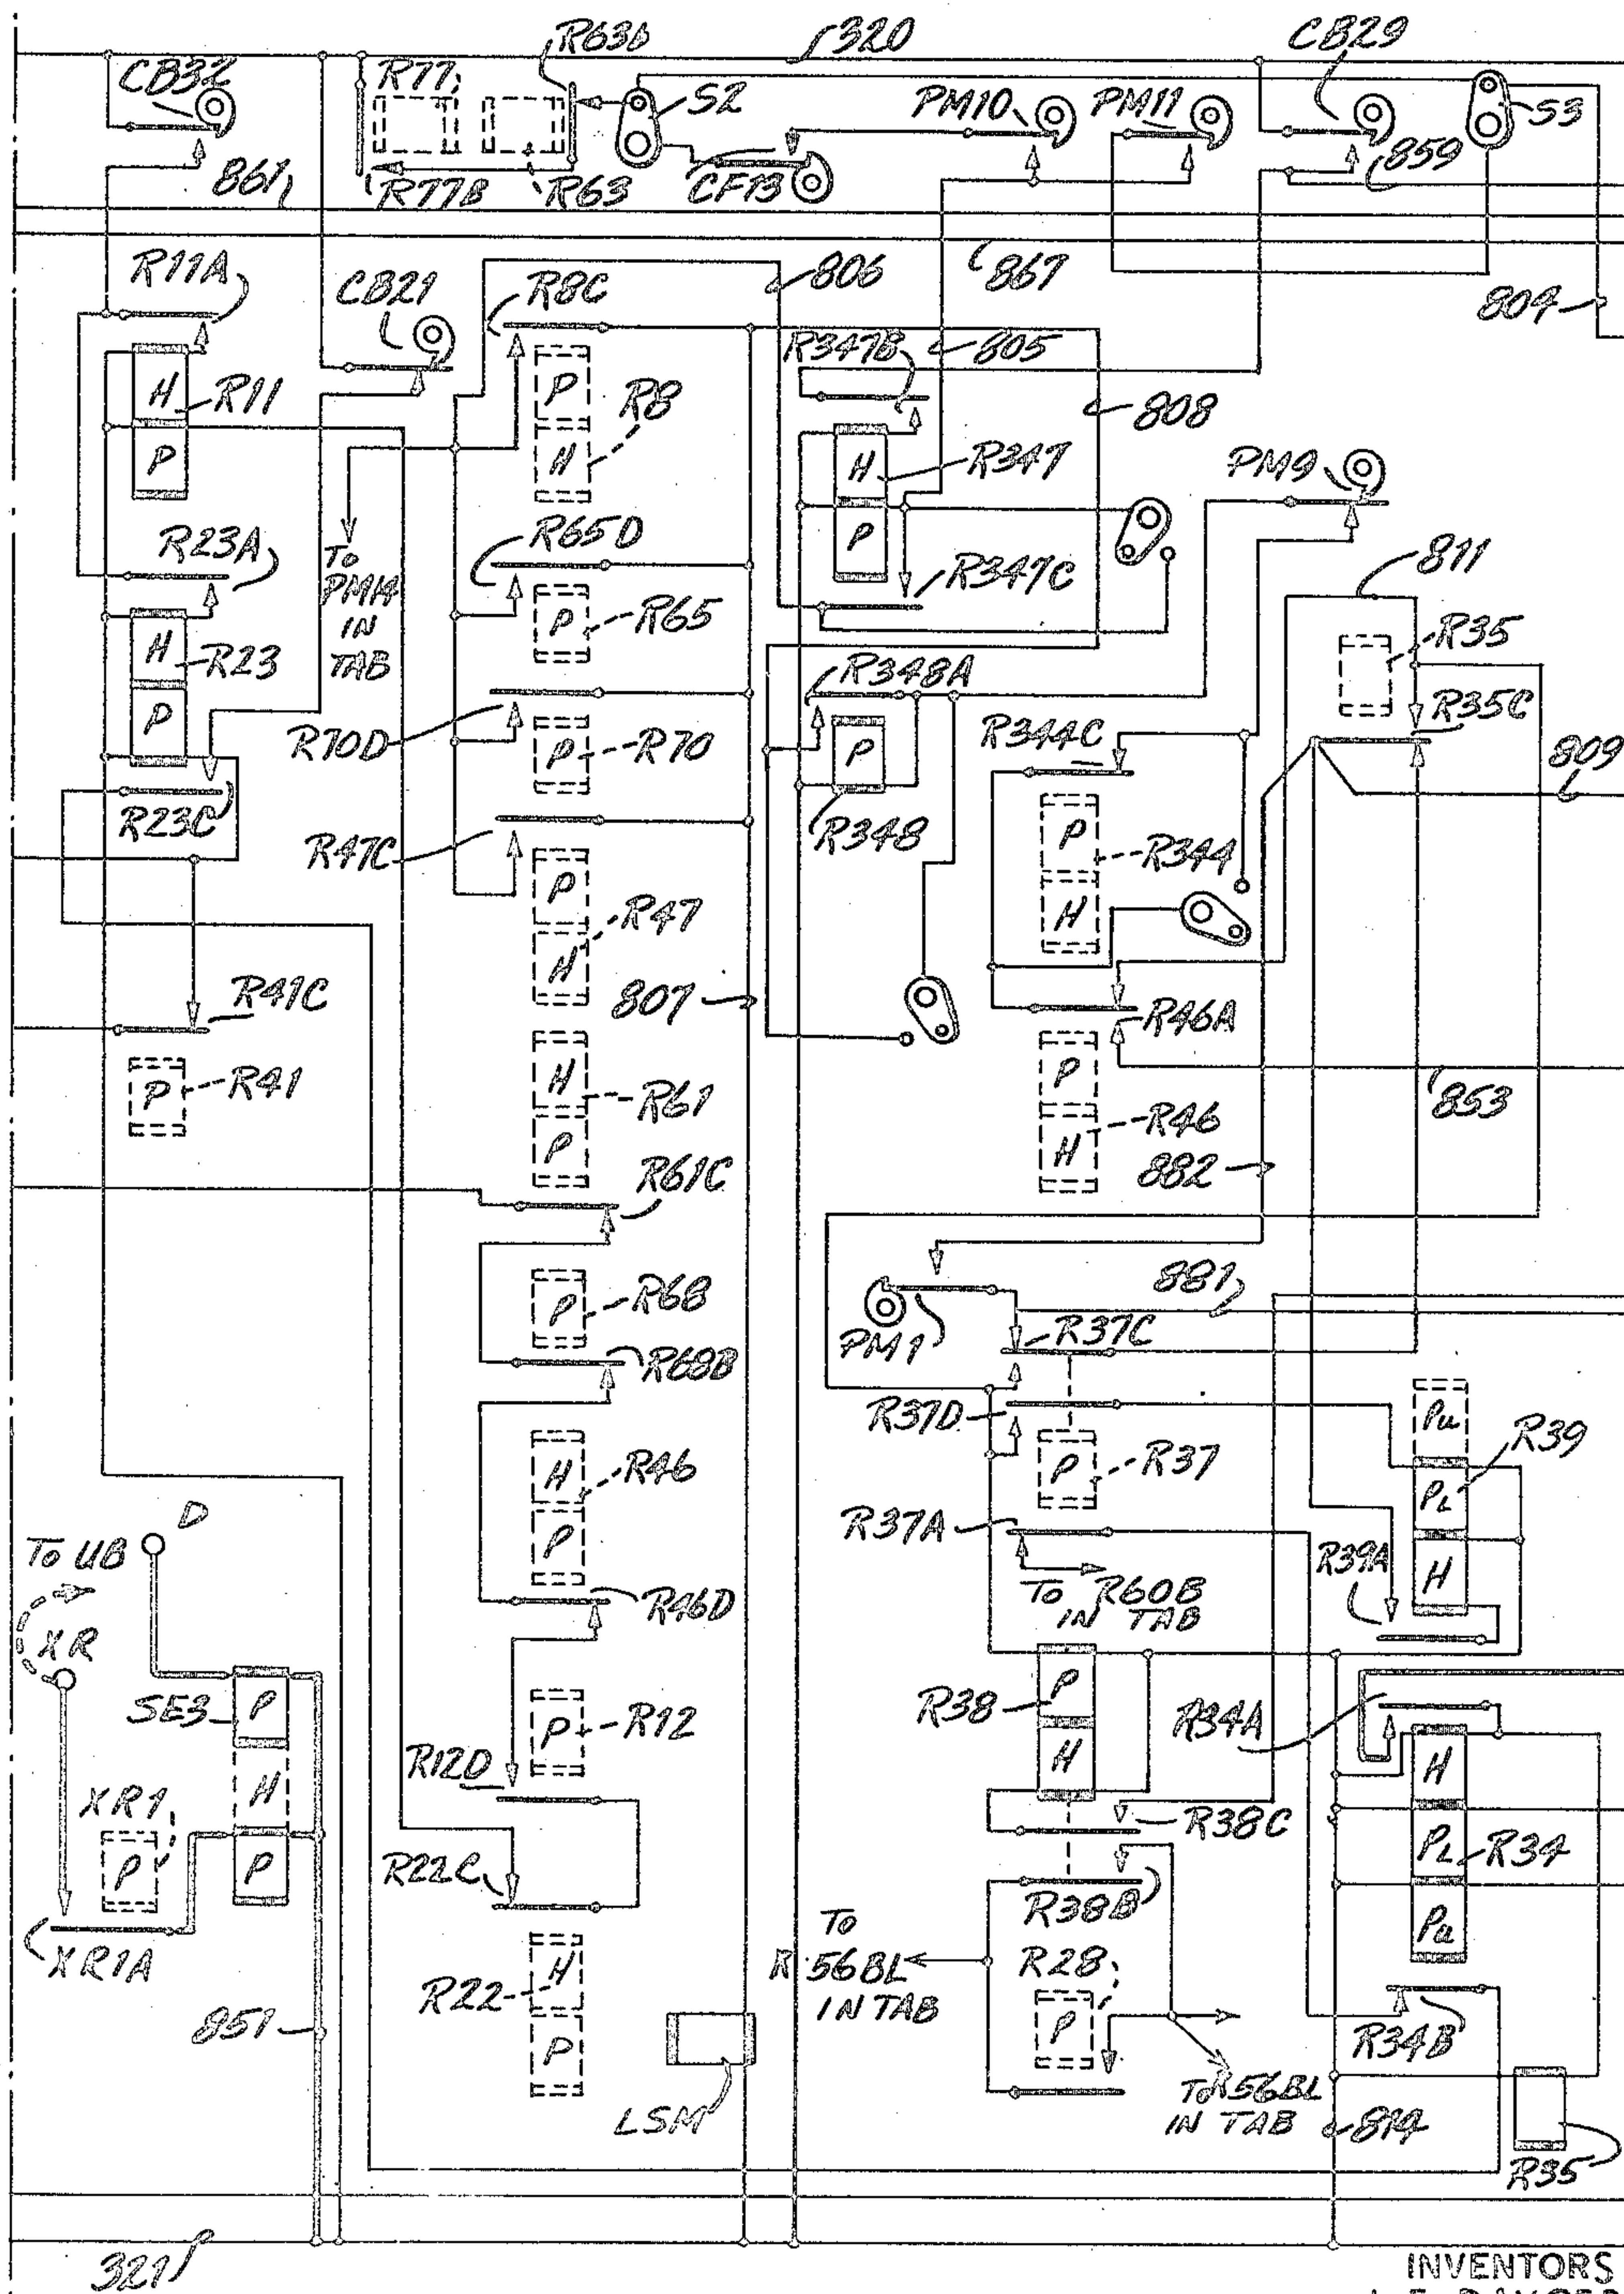 R63b
320
CB29
CB32
R77
S2
PM10
PM11
S3
861
R77B
R63
CF13
859
R11A
CB21
R8C
806
867
804
R347B
805
H
R11
P
P
R8
H
808
H
R347
P
PM9
R23A
To
PM14
IN
TAB
R65D
R347C
811
H
R23
P
P
R65
R35
R348A
R70D
P
R70
P
R344C
R35C
809
R23C
R47C
R348
P
R344
H
P
R47
H
R41C
807
R46A
P
R41
H
R61
P
P
R46
H
853
882
R61C
P
R68
881
PM1
R37C
R68B
R37D
P
R37
Pu
R39
PL
H
H
R46
P
R37A
R39A
D
To UB
To R60B
IN TAB
XR
R46D
SE3
P
H
P
P
R12
R38
P
H
R34A
R12D
H
XR1
P
R38C
PL
R34
R22C
Pu
XR1A
R38B
To
R56BL
IN TAB
R28
P
R22
H
P
851
R34B
To R56BL
IN TAB
LSM
814
R35
321
INVENTORS